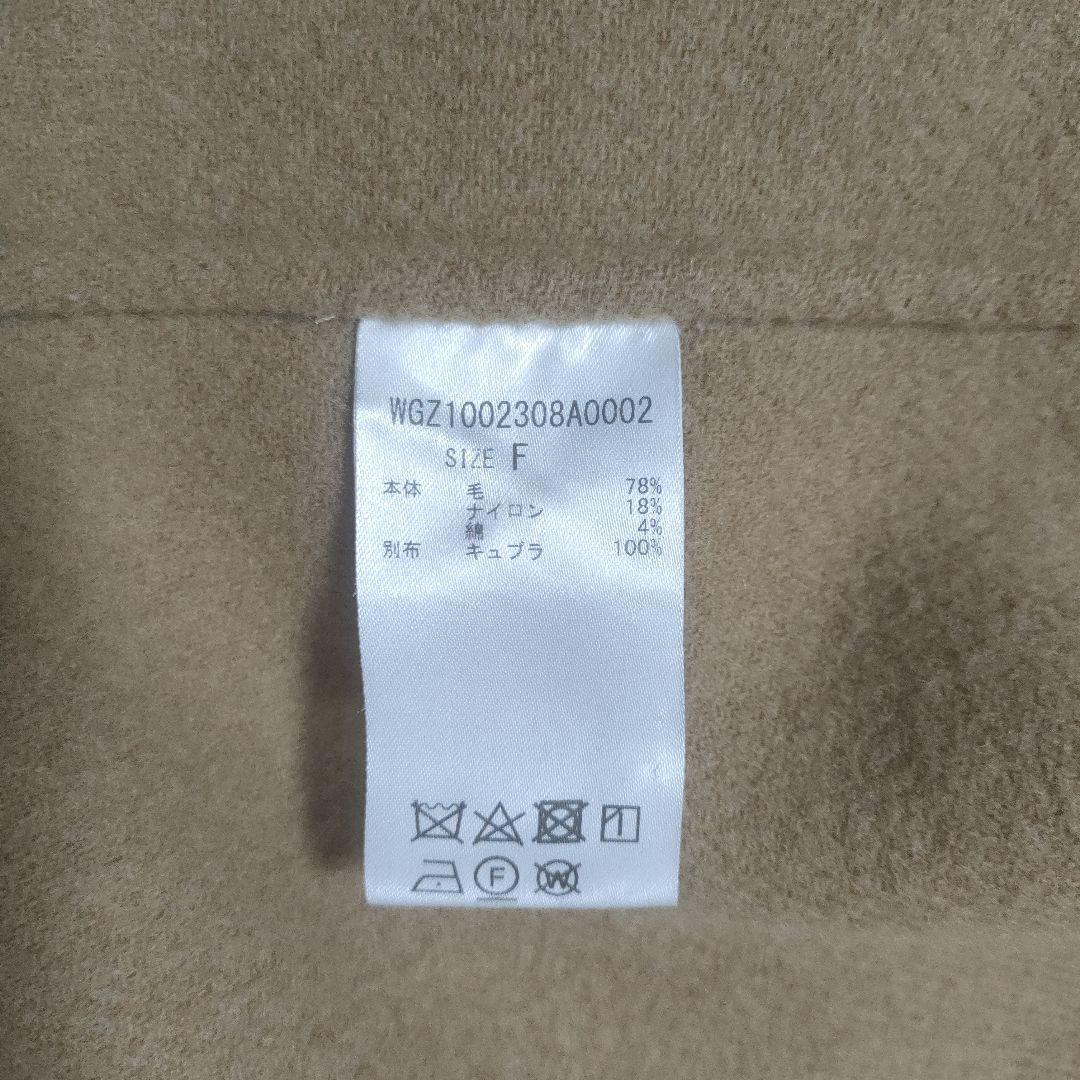 WGZ1002308A0002
SIZE F
本体 毛 78%
ナイロン 18%
綿 4%
別布 キュプラ 100%
F W